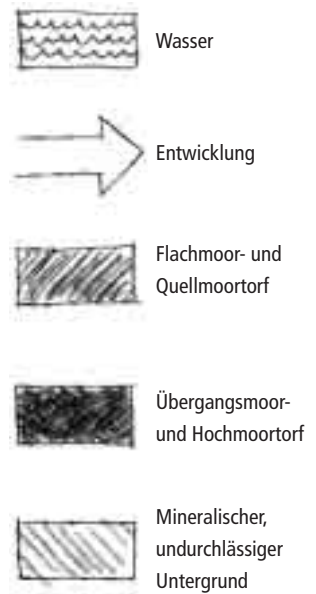 Wasser
Entwicklung
Flachmoor- und
Quellmoortorf
Übergangsmoor-
und Hochmoortorf
Mineralischer,
undurchlässiger
Untergrund